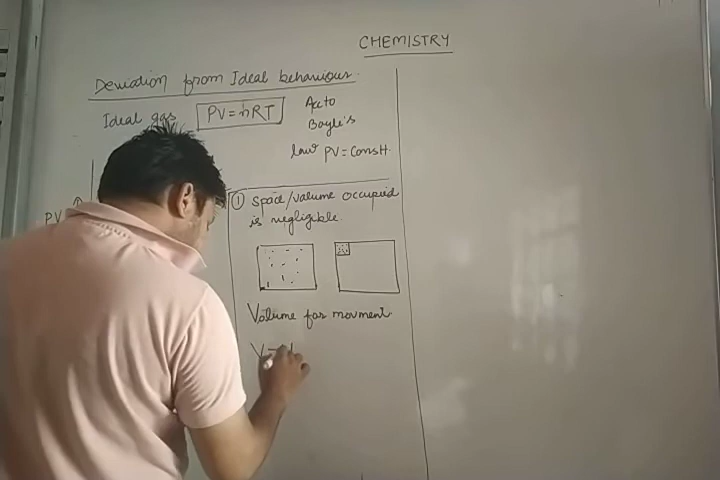 CHEMISTRY
Deviation from Ideal behaviour
Ideal gas PV = nRT
Acc to
Boyle's
law PV = Const.
PV ↑
① Space/volume occupied
is negligible.
Volume for movment
V =